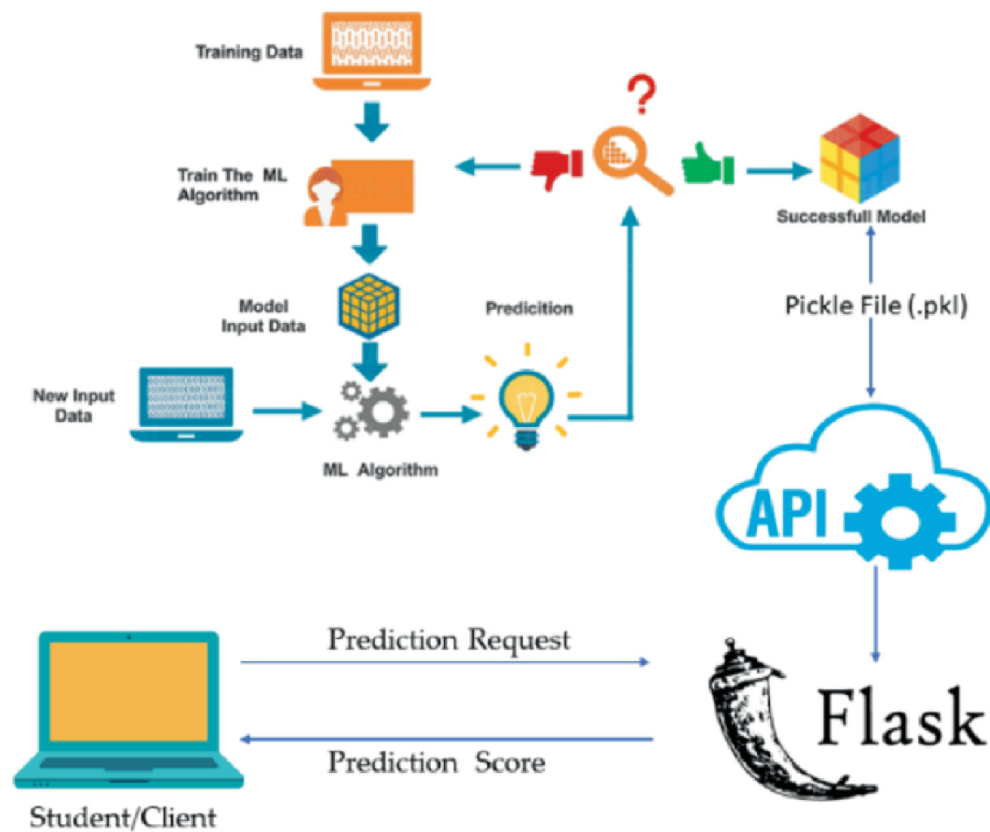 Training Data
?
Train The ML
Algorithm
Successfull Model
Model
Input Data
Predicition
Pickle File (.pkl)
New Input
Data
ML Algorithm
API
Prediction Request
Flask
Prediction Score
Student/Client